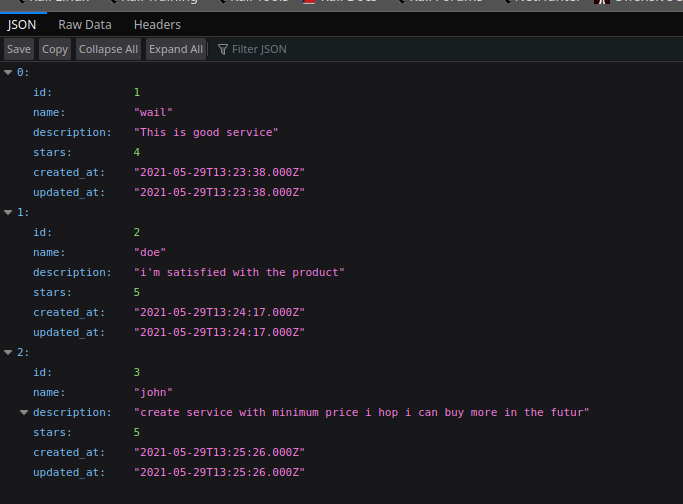 JSON Raw Data Headers
Save Copy Collapse All Expand All Filter JSON
0:
id: 1
name: "wail"
description: "This is good service"
stars: 4
created_at: "2021-05-29T13:23:38.000Z"
updated_at: "2021-05-29T13:23:38.000Z"
1:
id: 2
name: "doe"
description: "i'm satisfied with the product"
stars: 5
created_at: "2021-05-29T13:24:17.000Z"
updated_at: "2021-05-29T13:24:17.000Z"
2:
id: 3
name: "john"
description: "create service with minimum price i hop i can buy more in the futur"
stars: 5
created_at: "2021-05-29T13:25:26.000Z"
updated_at: "2021-05-29T13:25:26.000Z"